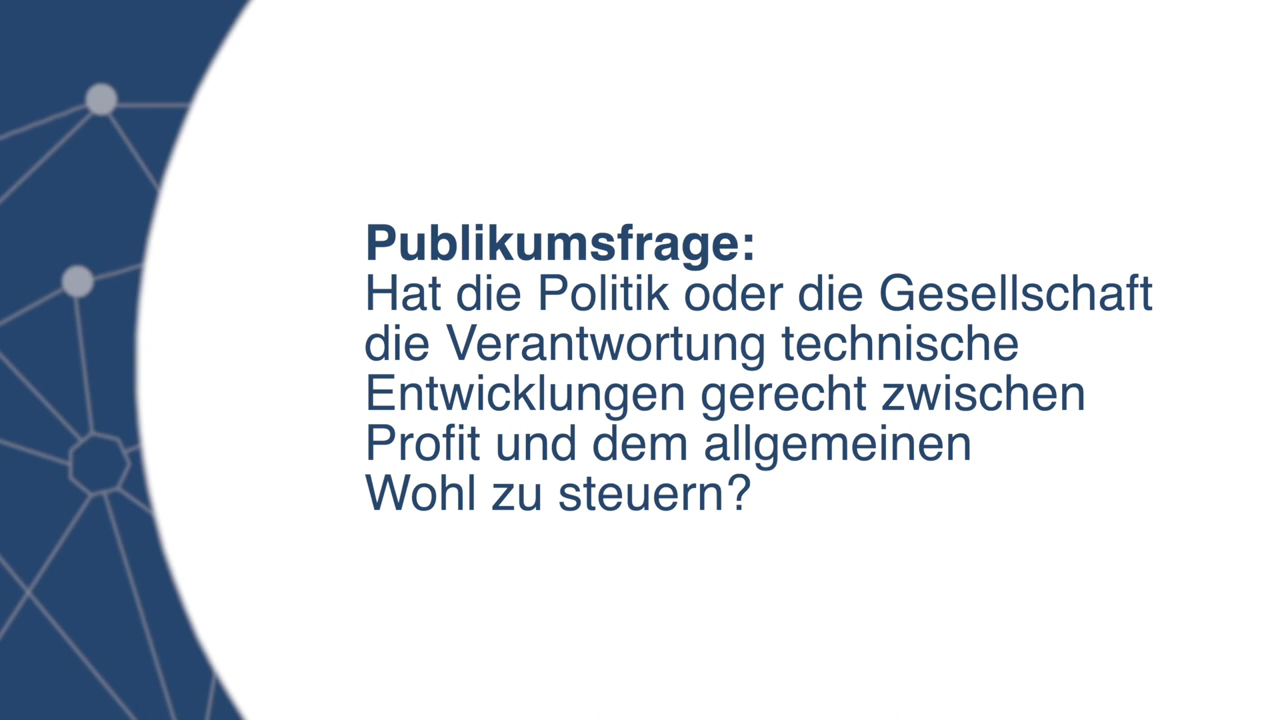 Publikumsfrage:
Hat die Politik oder die Gesellschaft
die Verantwortung technische
Entwicklungen gerecht zwischen
Profit und dem allgemeinen
Wohl zu steuern?